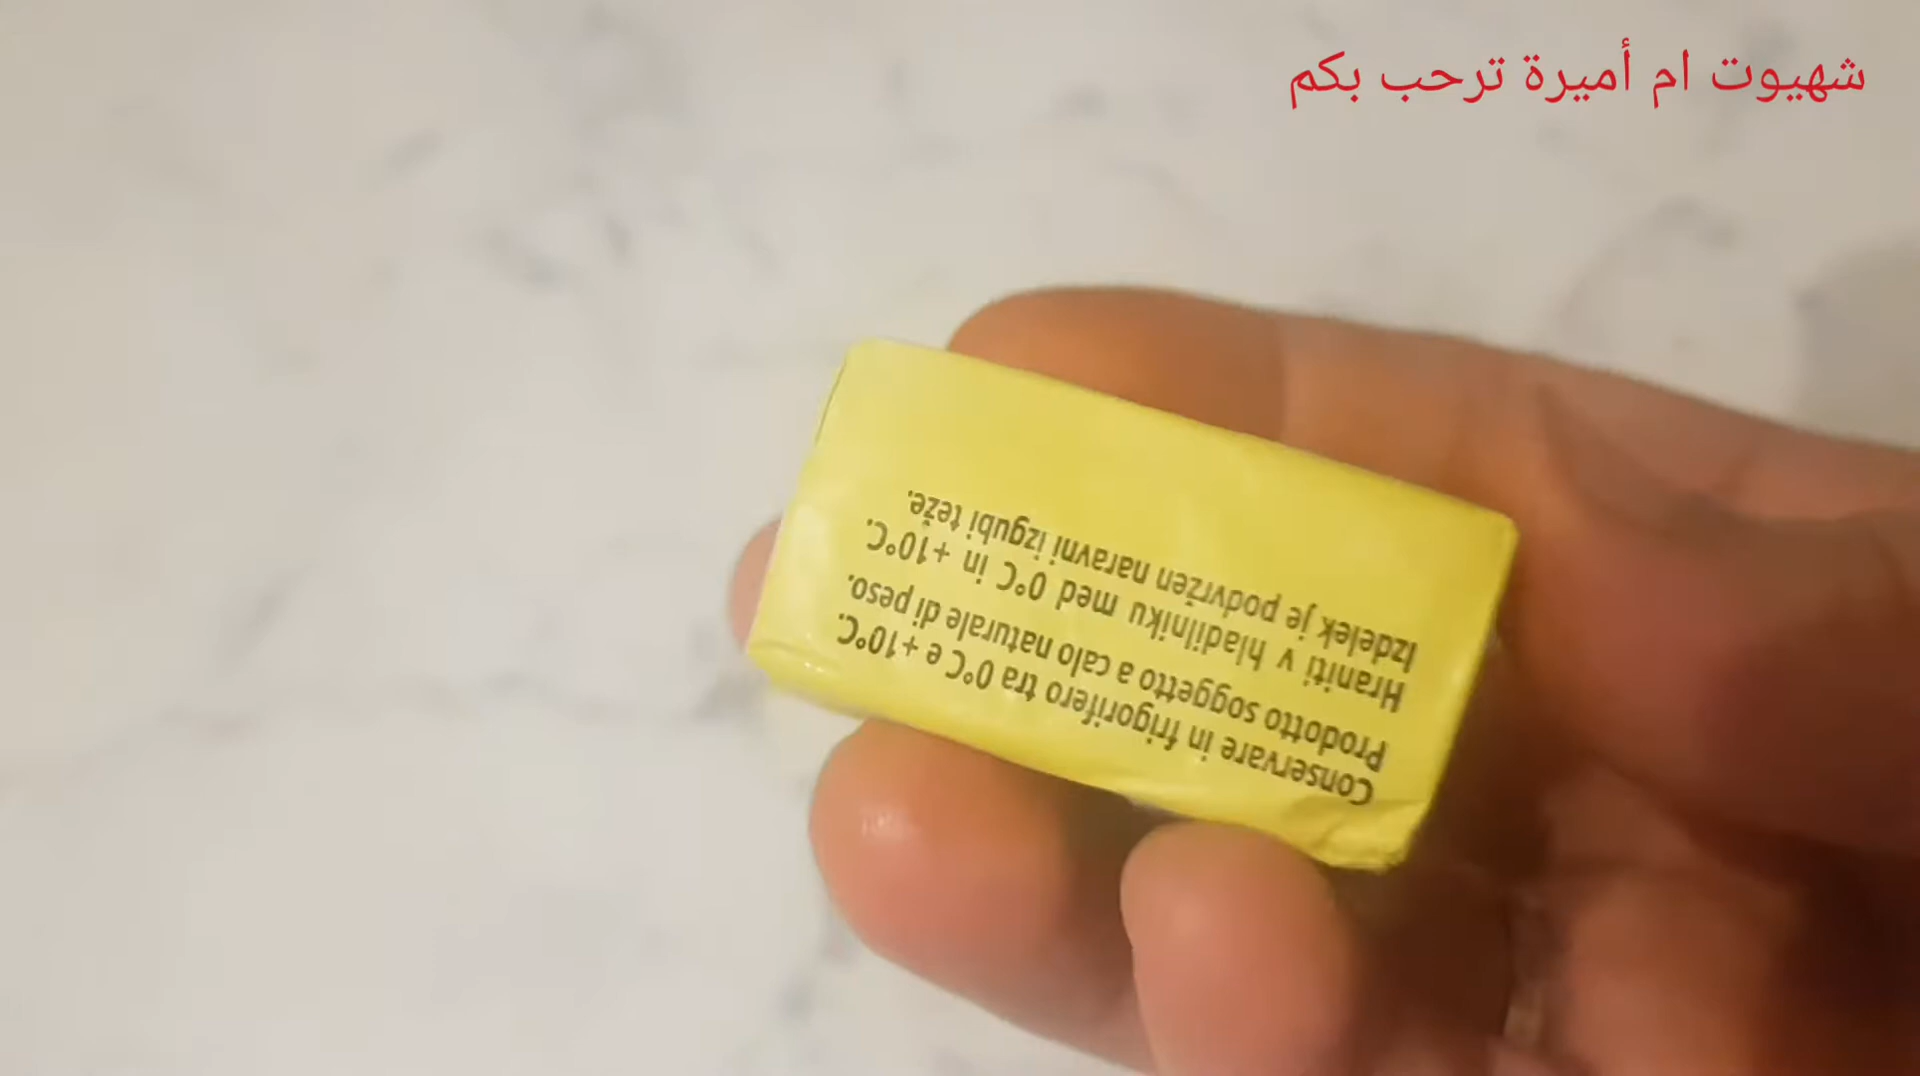 شهيوت ام أميرة ترحب بكم
Conservare in frigorifero tra 0°C e +10°C.
Prodotto soggetto a calo naturale di peso.
Hraniti v hladilniku med 0°C in +10°C.
Izdelek je podvržen naravni izgubi teže.